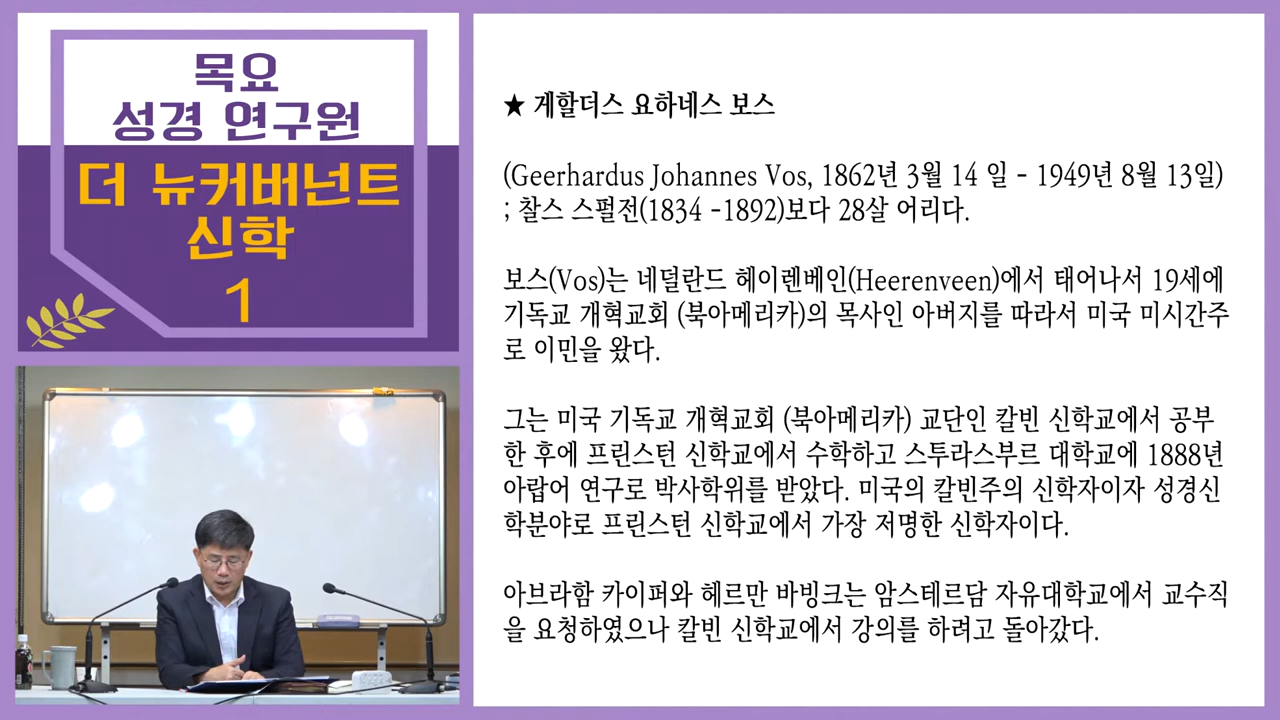 목요
성경 연구원
더 뉴커버넌트
신학
1
★ 게할더스 요하네스 보스
(Geerhardus Johannes Vos, 1862년 3월 14 일 - 1949년 8월 13일)
; 찰스 스펄전(1834 -1892)보다 28살 어리다.
보스(Vos)는 네덜란드 헤이렌베인(Heerenveen)에서 태어나서 19세에
기독교 개혁교회 (북아메리카)의 목사인 아버지를 따라서 미국 미시간주
로 이민을 왔다.
그는 미국 기독교 개혁교회 (북아메리카) 교단인 칼빈 신학교에서 공부
한 후에 프린스턴 신학교에서 수학하고 스투라스부르 대학교에 1888년
아랍어 연구로 박사학위를 받았다. 미국의 칼빈주의 신학자이자 성경신
학분야로 프린스턴 신학교에서 가장 저명한 신학자이다.
아브라함 카이퍼와 헤르만 바빙크는 암스테르담 자유대학교에서 교수직
을 요청하였으나 칼빈 신학교에서 강의를 하려고 돌아갔다.